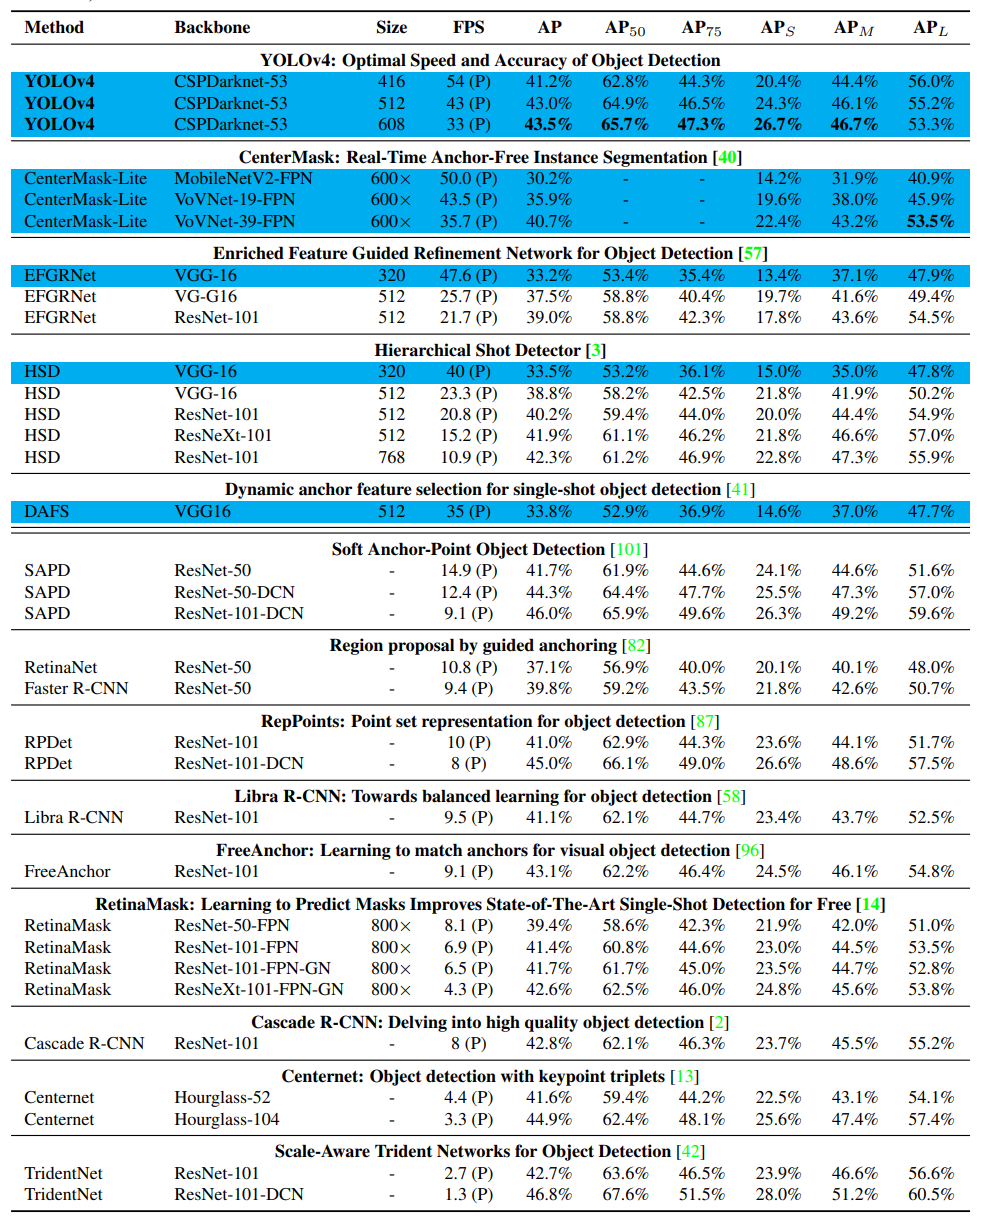 Method Backbone Size FPS AP AP50 AP75 APS APM APL
YOLOv4: Optimal Speed and Accuracy of Object Detection
YOLOv4 CSPDarknet-53 416 54 (P) 41.2% 62.8% 44.3% 20.4% 44.4% 56.0%
YOLOv4 CSPDarknet-53 512 43 (P) 43.0% 64.9% 46.5% 24.3% 46.1% 55.2%
YOLOv4 CSPDarknet-53 608 33 (P) 43.5% 65.7% 47.3% 26.7% 46.7% 53.3%
CenterMask: Real-Time Anchor-Free Instance Segmentation [40]
CenterMask-Lite MobileNetV2-FPN 600× 50.0 (P) 30.2% - - 14.2% 31.9% 40.9%
CenterMask-Lite VoVNet-19-FPN 600× 43.5 (P) 35.9% - - 19.6% 38.0% 45.9%
CenterMask-Lite VoVNet-39-FPN 600× 35.7 (P) 40.7% - - 22.4% 43.2% 53.5%
Enriched Feature Guided Refinement Network for Object Detection [57]
EFGRNet VGG-16 320 47.6 (P) 33.2% 53.4% 35.4% 13.4% 37.1% 47.9%
EFGRNet VG-G16 512 25.7 (P) 37.5% 58.8% 40.4% 19.7% 41.6% 49.4%
EFGRNet ResNet-101 512 21.7 (P) 39.0% 58.8% 42.3% 17.8% 43.6% 54.5%
Hierarchical Shot Detector [3]
HSD VGG-16 320 40 (P) 33.5% 53.2% 36.1% 15.0% 35.0% 47.8%
HSD VGG-16 512 23.3 (P) 38.8% 58.2% 42.5% 21.8% 41.9% 50.2%
HSD ResNet-101 512 20.8 (P) 40.2% 59.4% 44.0% 20.0% 44.4% 54.9%
HSD ResNeXt-101 512 15.2 (P) 41.9% 61.1% 46.2% 21.8% 46.6% 57.0%
HSD ResNet-101 768 10.9 (P) 42.3% 61.2% 46.9% 22.8% 47.3% 55.9%
Dynamic anchor feature selection for single-shot object detection [41]
DAFS VGG16 512 35 (P) 33.8% 52.9% 36.9% 14.6% 37.0% 47.7%
Soft Anchor-Point Object Detection [101]
SAPD ResNet-50 - 14.9 (P) 41.7% 61.9% 44.6% 24.1% 44.6% 51.6%
SAPD ResNet-50-DCN - 12.4 (P) 44.3% 64.4% 47.7% 25.5% 47.3% 57.0%
SAPD ResNet-101-DCN - 9.1 (P) 46.0% 65.9% 49.6% 26.3% 49.2% 59.6%
Region proposal by guided anchoring [82]
RetinaNet ResNet-50 - 10.8 (P) 37.1% 56.9% 40.0% 20.1% 40.1% 48.0%
Faster R-CNN ResNet-50 - 9.4 (P) 39.8% 59.2% 43.5% 21.8% 42.6% 50.7%
RepPoints: Point set representation for object detection [87]
RPDet ResNet-101 - 10 (P) 41.0% 62.9% 44.3% 23.6% 44.1% 51.7%
RPDet ResNet-101-DCN - 8 (P) 45.0% 66.1% 49.0% 26.6% 48.6% 57.5%
Libra R-CNN: Towards balanced learning for object detection [58]
Libra R-CNN ResNet-101 - 9.5 (P) 41.1% 62.1% 44.7% 23.4% 43.7% 52.5%
FreeAnchor: Learning to match anchors for visual object detection [96]
FreeAnchor ResNet-101 - 9.1 (P) 43.1% 62.2% 46.4% 24.5% 46.1% 54.8%
RetinaMask: Learning to Predict Masks Improves State-of-The-Art Single-Shot Detection for Free [14]
RetinaMask ResNet-50-FPN 800× 8.1 (P) 39.4% 58.6% 42.3% 21.9% 42.0% 51.0%
RetinaMask ResNet-101-FPN 800× 6.9 (P) 41.4% 60.8% 44.6% 23.0% 44.5% 53.5%
RetinaMask ResNet-101-FPN-GN 800× 6.5 (P) 41.7% 61.7% 45.0% 23.5% 44.7% 52.8%
RetinaMask ResNeXt-101-FPN-GN 800× 4.3 (P) 42.6% 62.5% 46.0% 24.8% 45.6% 53.8%
Cascade R-CNN: Delving into high quality object detection [2]
Cascade R-CNN ResNet-101 - 8 (P) 42.8% 62.1% 46.3% 23.7% 45.5% 55.2%
Centernet: Object detection with keypoint triplets [13]
Centernet Hourglass-52 - 4.4 (P) 41.6% 59.4% 44.2% 22.5% 43.1% 54.1%
Centernet Hourglass-104 - 3.3 (P) 44.9% 62.4% 48.1% 25.6% 47.4% 57.4%
Scale-Aware Trident Networks for Object Detection [42]
TridentNet ResNet-101 - 2.7 (P) 42.7% 63.6% 46.5% 23.9% 46.6% 56.6%
TridentNet ResNet-101-DCN - 1.3 (P) 46.8% 67.6% 51.5% 28.0% 51.2% 60.5%